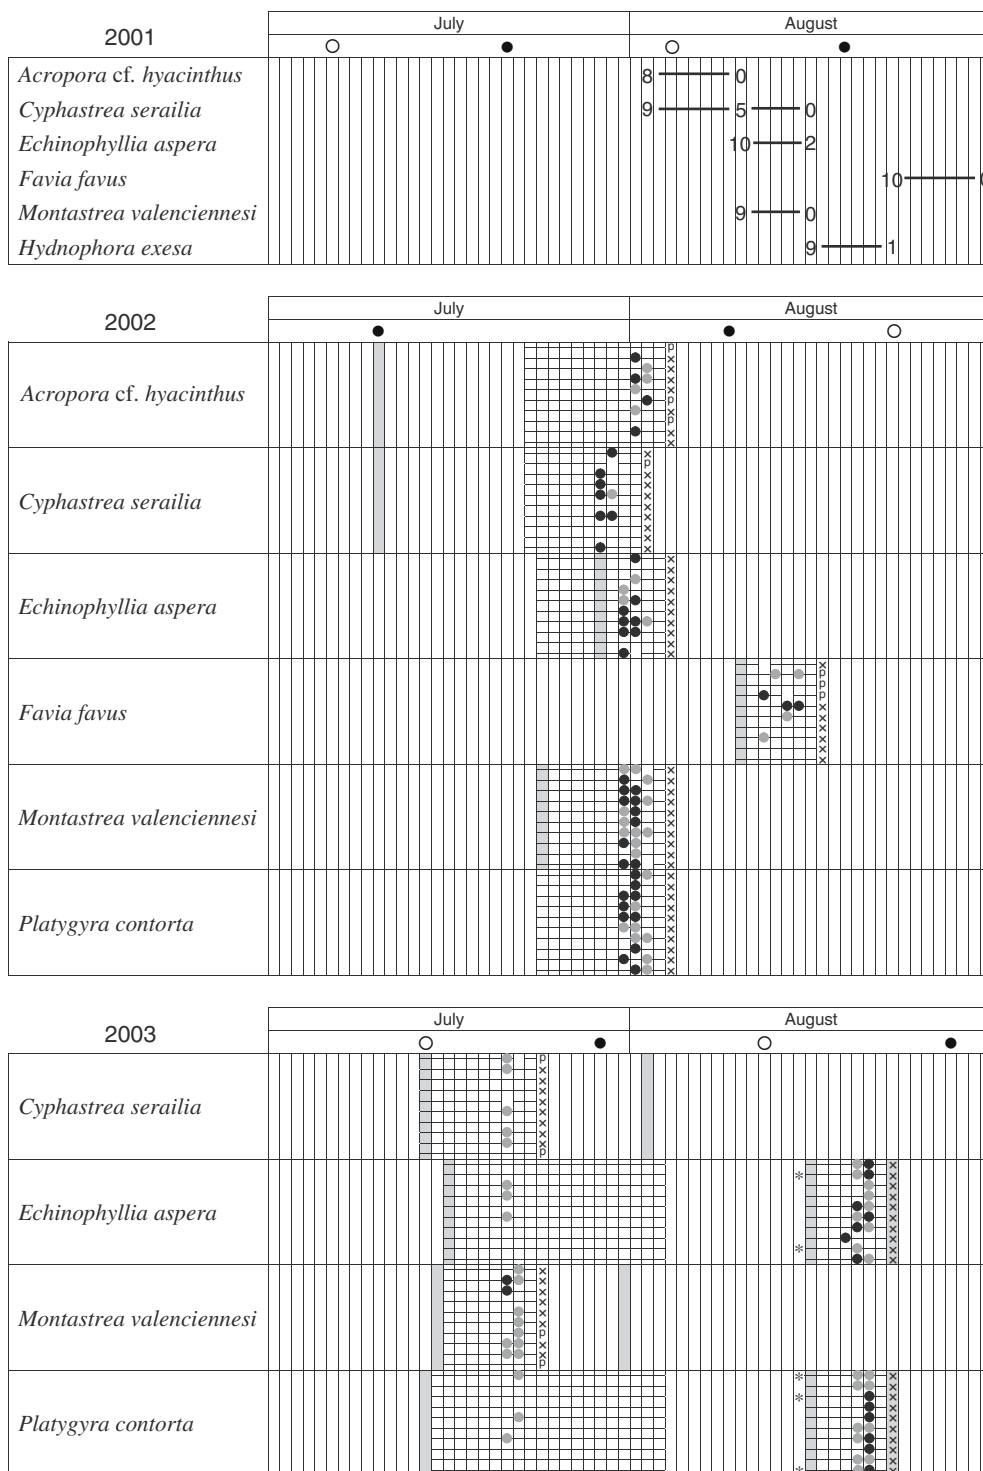 2001 July August
Acropora cf. hyacinthus 8 0
Cyphastrea serailia 9 5 0
Echinophyllia aspera 10 2
Favia favus 10
Montastrea valenciennesi 9 0
Hydnophora exesa 9 1
2002 July August
Acropora cf. hyacinthus
p
×
×
×
×
p
×
p
×
×
Cyphastrea serailia
×
p
×
×
×
×
×
×
×
×
Echinophyllia aspera
×
×
×
×
×
×
×
×
×
×
Favia favus
×
p
p
p
×
×
×
×
×
×
Montastrea valenciennesi
×
×
×
×
×
×
×
×
×
×
Platygyra contorta
×
×
×
×
×
×
×
×
×
×
2003 July August
Cyphastrea serailia
p
×
×
×
×
×
×
×
×
p
Echinophyllia aspera
×
* ×
×
×
×
×
×
×
* ×
×
Montastrea valenciennesi
×
×
×
×
×
×
p
×
×
p
Platygyra contorta
* ×
×
* ×
×
×
×
×
×
×
* ×